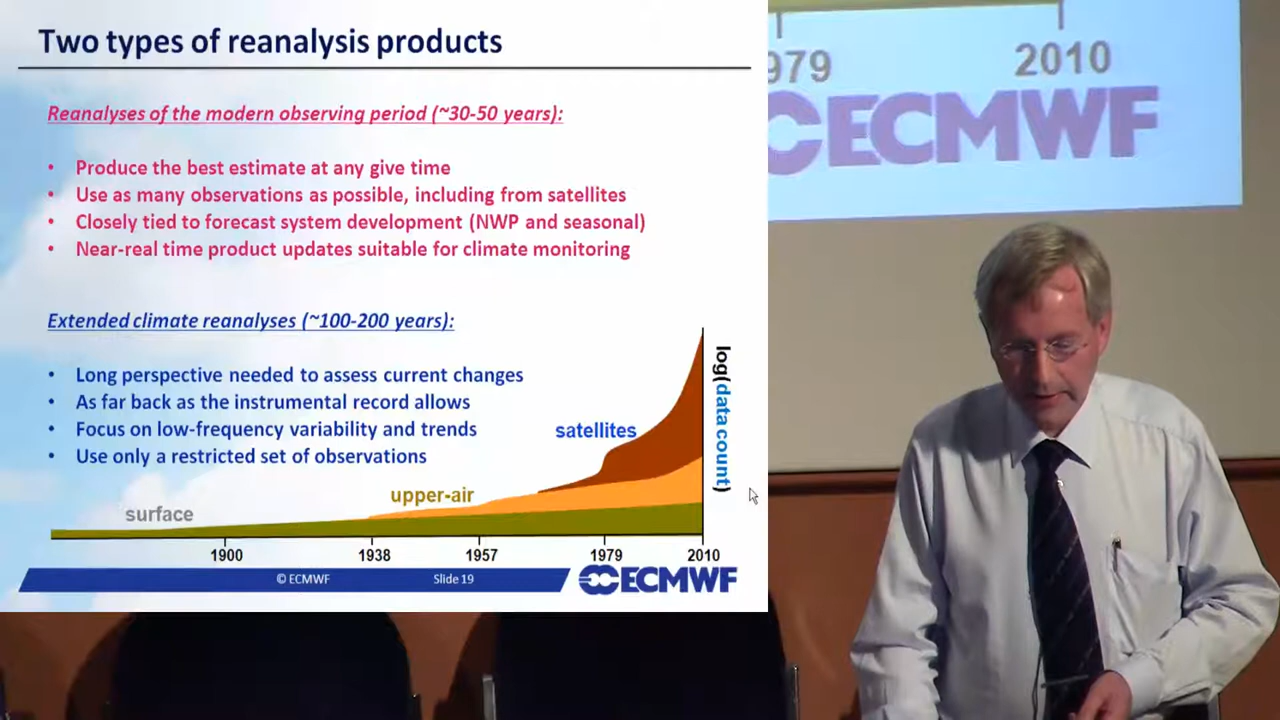 Two types of reanalysis products
Reanalyses of the modern observing period (~30-50 years):
• Produce the best estimate at any give time
• Use as many observations as possible, including from satellites
• Closely tied to forecast system development (NWP and seasonal)
• Near-real time product updates suitable for climate monitoring
Extended climate reanalyses (~100-200 years):
• Long perspective needed to assess current changes
• As far back as the instrumental record allows
• Focus on low-frequency variability and trends
• Use only a restricted set of observations
surface
upper-air
satellites
log(data count)
1900 1938 1957 1979 2010
© ECMWF Slide 19
ECMWF
979 2010
ECMWF